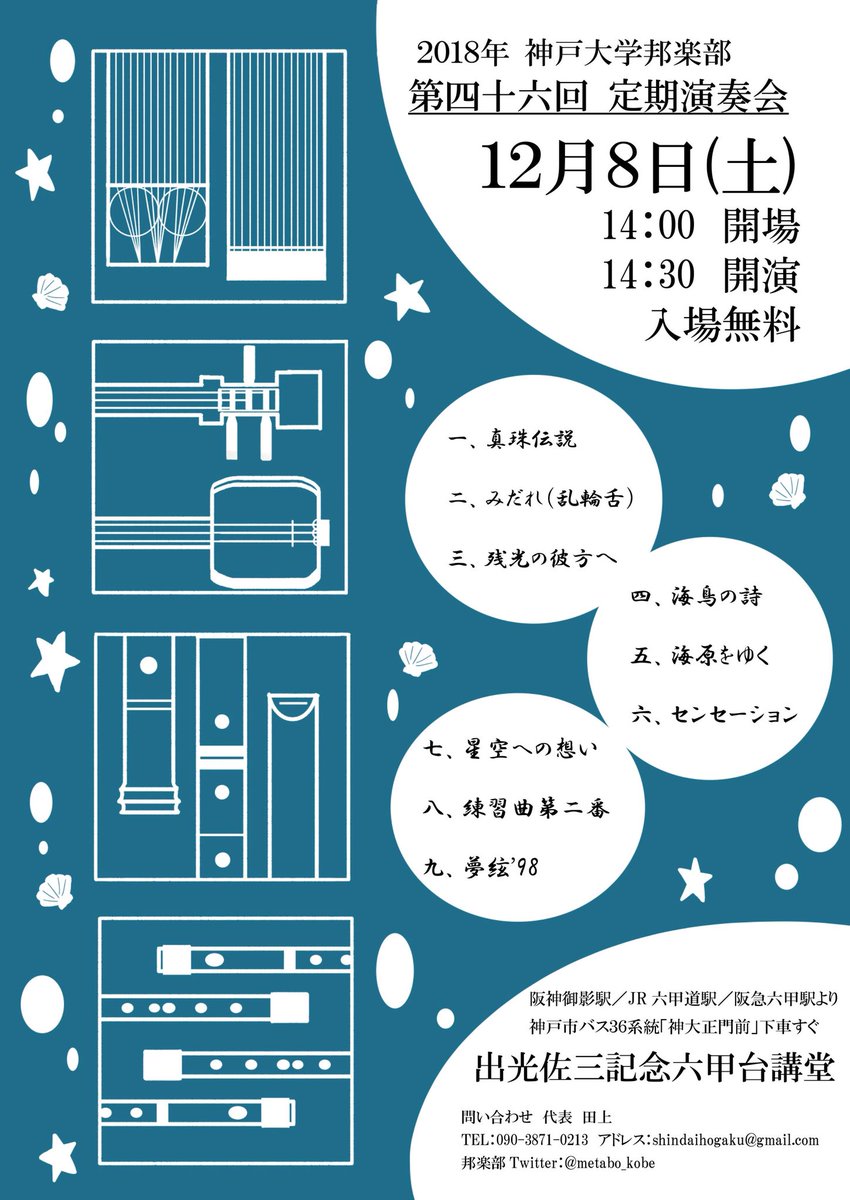 2018年 神戸大学邦楽部
第四十六回 定期演奏会
12月8日(土)
14:00 開場
14:30 開演
入場無料
一、真珠伝説
二、みだれ(乱輪舌)
三、残光の彼方へ
四、海鳥の詩
五、海原をゆく
六、センセーション
七、星空への想い
八、練習曲第二番
九、夢絃'98
阪神御影駅/JR 六甲道駅/阪急六甲駅より
神戸市バス36系統「神大正門前」下車すぐ
出光佐三記念六甲台講堂
問い合わせ 代表 田上
TEL:090-3871-0213 アドレス:shindaihogaku@gmail.com
邦楽部 Twitter:@metabo_kobe